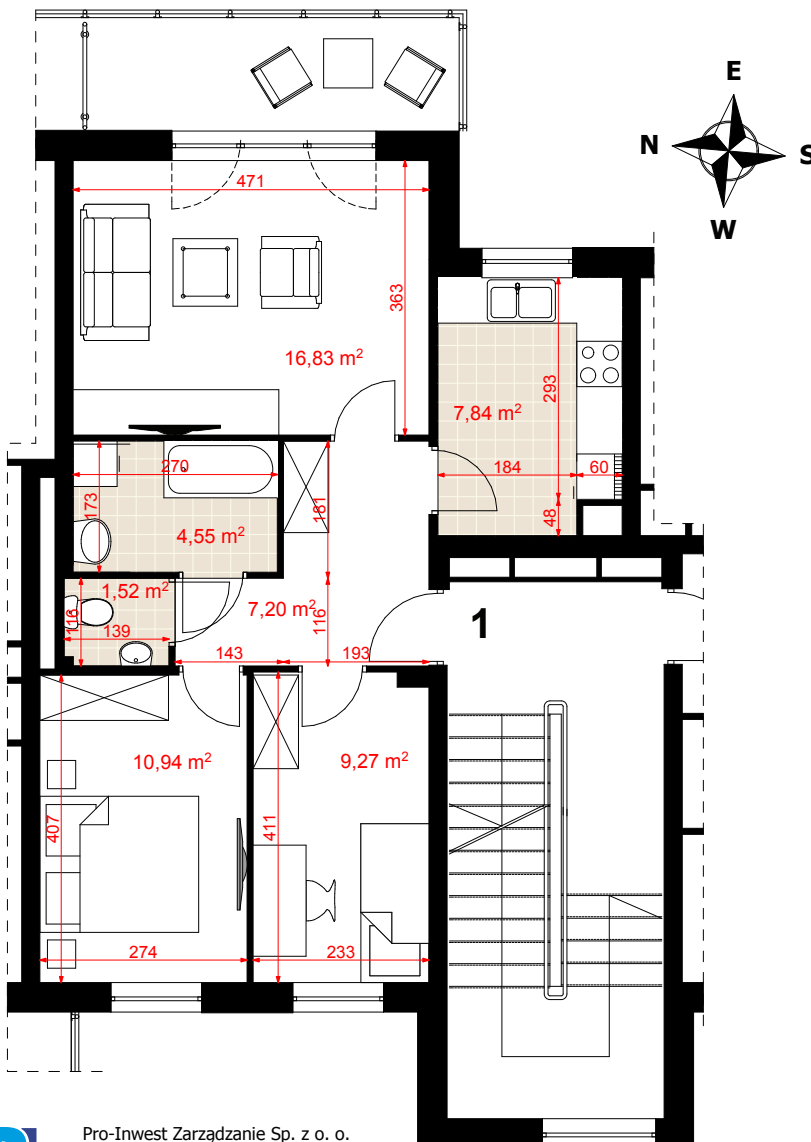 E
N
S
W
471
363
16,83 m²
293
7,84 m²
184
60
48
270
173
181
4,55 m²
1,52 m²
116
139
7,20 m²
116
1
143
193
10,94 m²
9,27 m²
407
411
274
233
Pro-Inwest Zarządzanie Sp. z o. o.